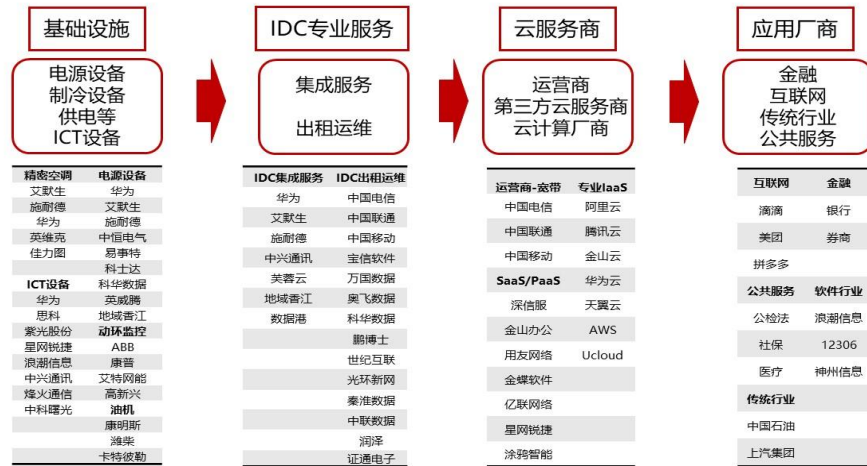 基础设施
IDC专业服务
云服务商
应用厂商
电源设备
制冷设备
供电等
ICT设备
集成服务
出租运维
运营商
第三方云服务商
云计算厂商
金融
互联网
传统行业
公共服务
精密空调 电源设备
艾默生 华为
施耐德 艾默生
华为 施耐德
英维克 中恒电气
佳力图 易事特
科士达
ICT设备 科华数据
华为 英威腾
思科 地域香江
紫光股份 动环监控
星网锐捷 ABB
浪潮信息 康普
中兴通讯 艾特网能
烽火通信 高新兴
中科曙光 油机
康明斯
潍柴
卡特彼勒
IDC集成服务 IDC出租运维
华为 中国电信
艾默生 中国联通
施耐德 中国移动
中兴通讯 宝信软件
芙蓉云 万国数据
地域香江 奥飞数据
数据港 科华数据
鹏博士
世纪互联
光环新网
秦淮数据
中联数据
润泽
证通电子
运营商-宽带 专业IaaS
中国电信 阿里云
中国联通 腾讯云
中国移动 金山云
SaaS/PaaS 华为云
深信服 天翼云
金山办公 AWS
用友网络 Ucloud
金蝶软件
亿联网络
星网锐捷
涂鸦智能
互联网 金融
滴滴 银行
美团 券商
拼多多
公共服务 软件行业
公检法 浪潮信息
社保 12306
医疗 神州信息
传统行业
中国石油
上汽集团